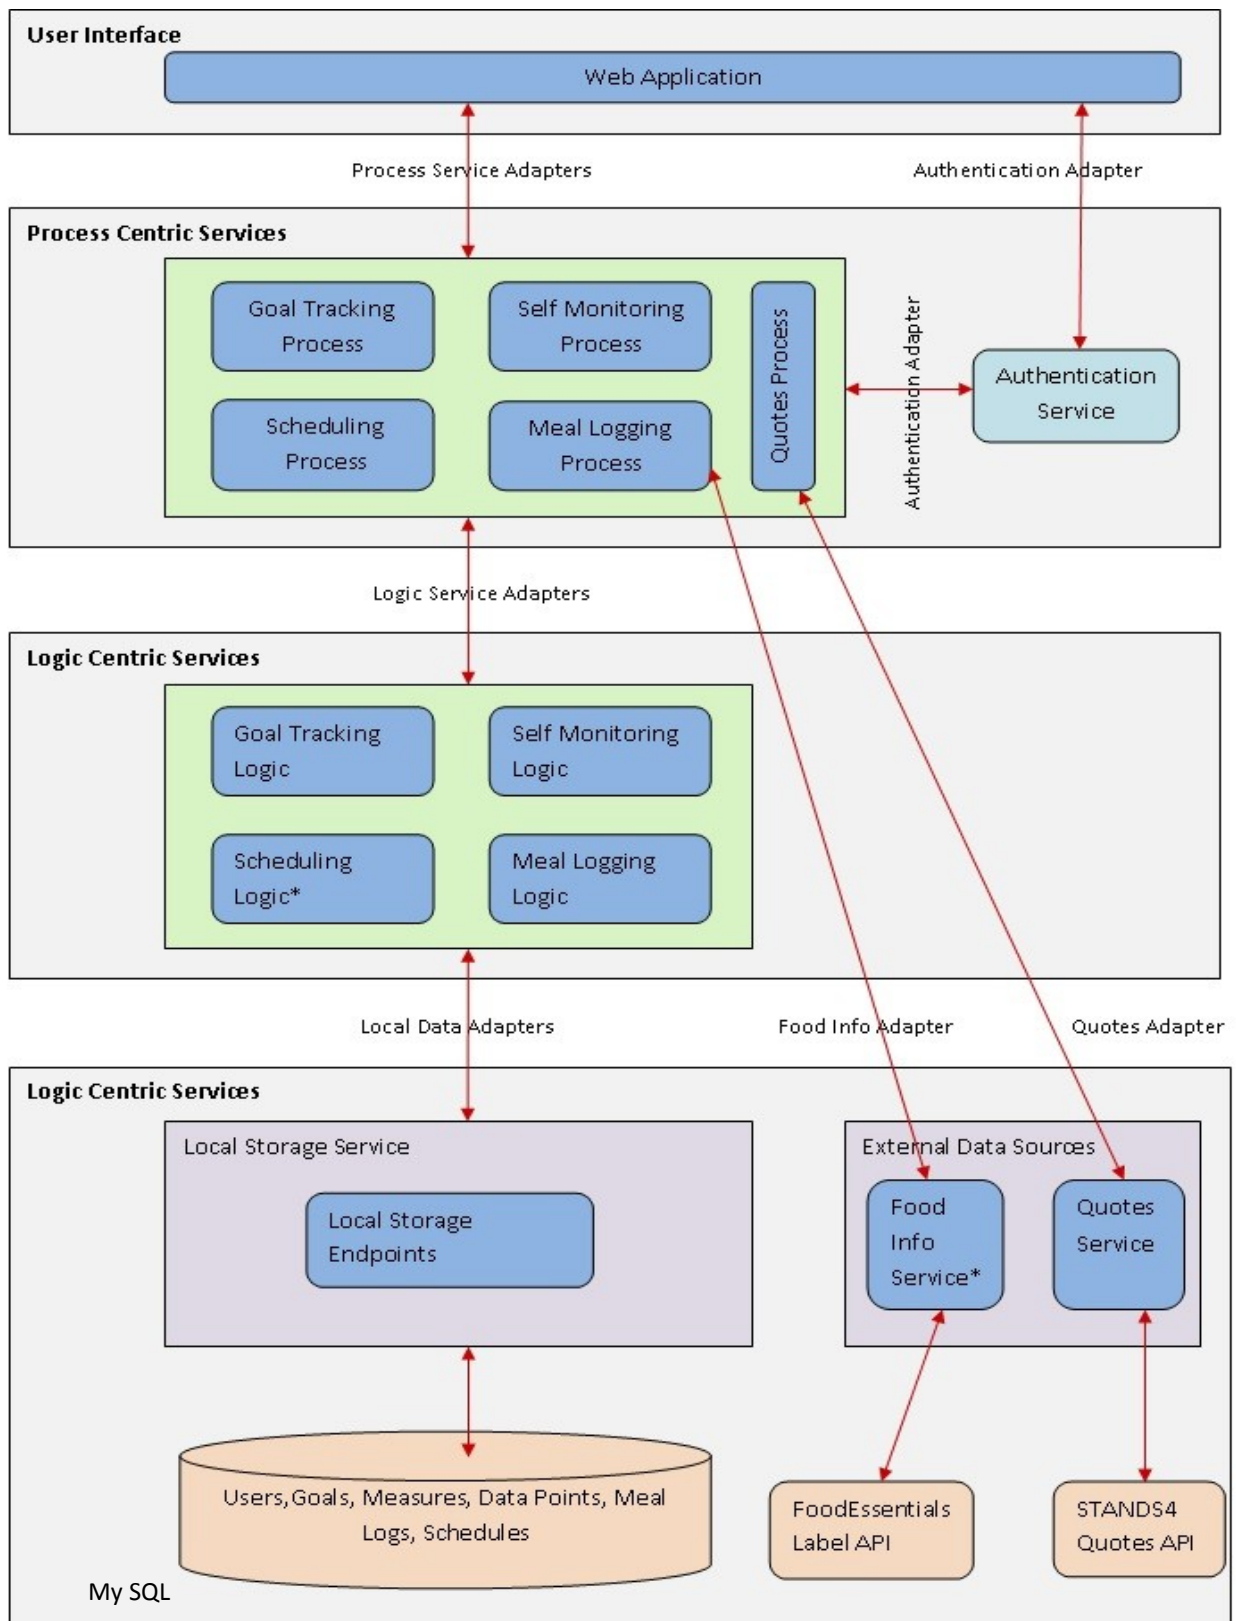 User Interface
Web Application
Process Service Adapters
Authentication Adapter
Process Centric Services
Goal Tracking
Process
Self Monitoring
Process
Quotes Process
Authentication Adapter
Authentication
Service
Scheduling
Process
Meal Logging
Process
Logic Service Adapters
Logic Centric Services
Goal Tracking
Logic
Self Monitoring
Logic
Scheduling
Logic*
Meal Logging
Logic
Local Data Adapters
Food Info Adapter
Quotes Adapter
Logic Centric Services
Local Storage Service
Local Storage
Endpoints
External Data Sources
Food
Info
Service*
Quotes
Service
Users,Goals, Measures, Data Points, Meal
Logs, Schedules
FoodEssentials
Label API
STANDS4
Quotes API
My SQL